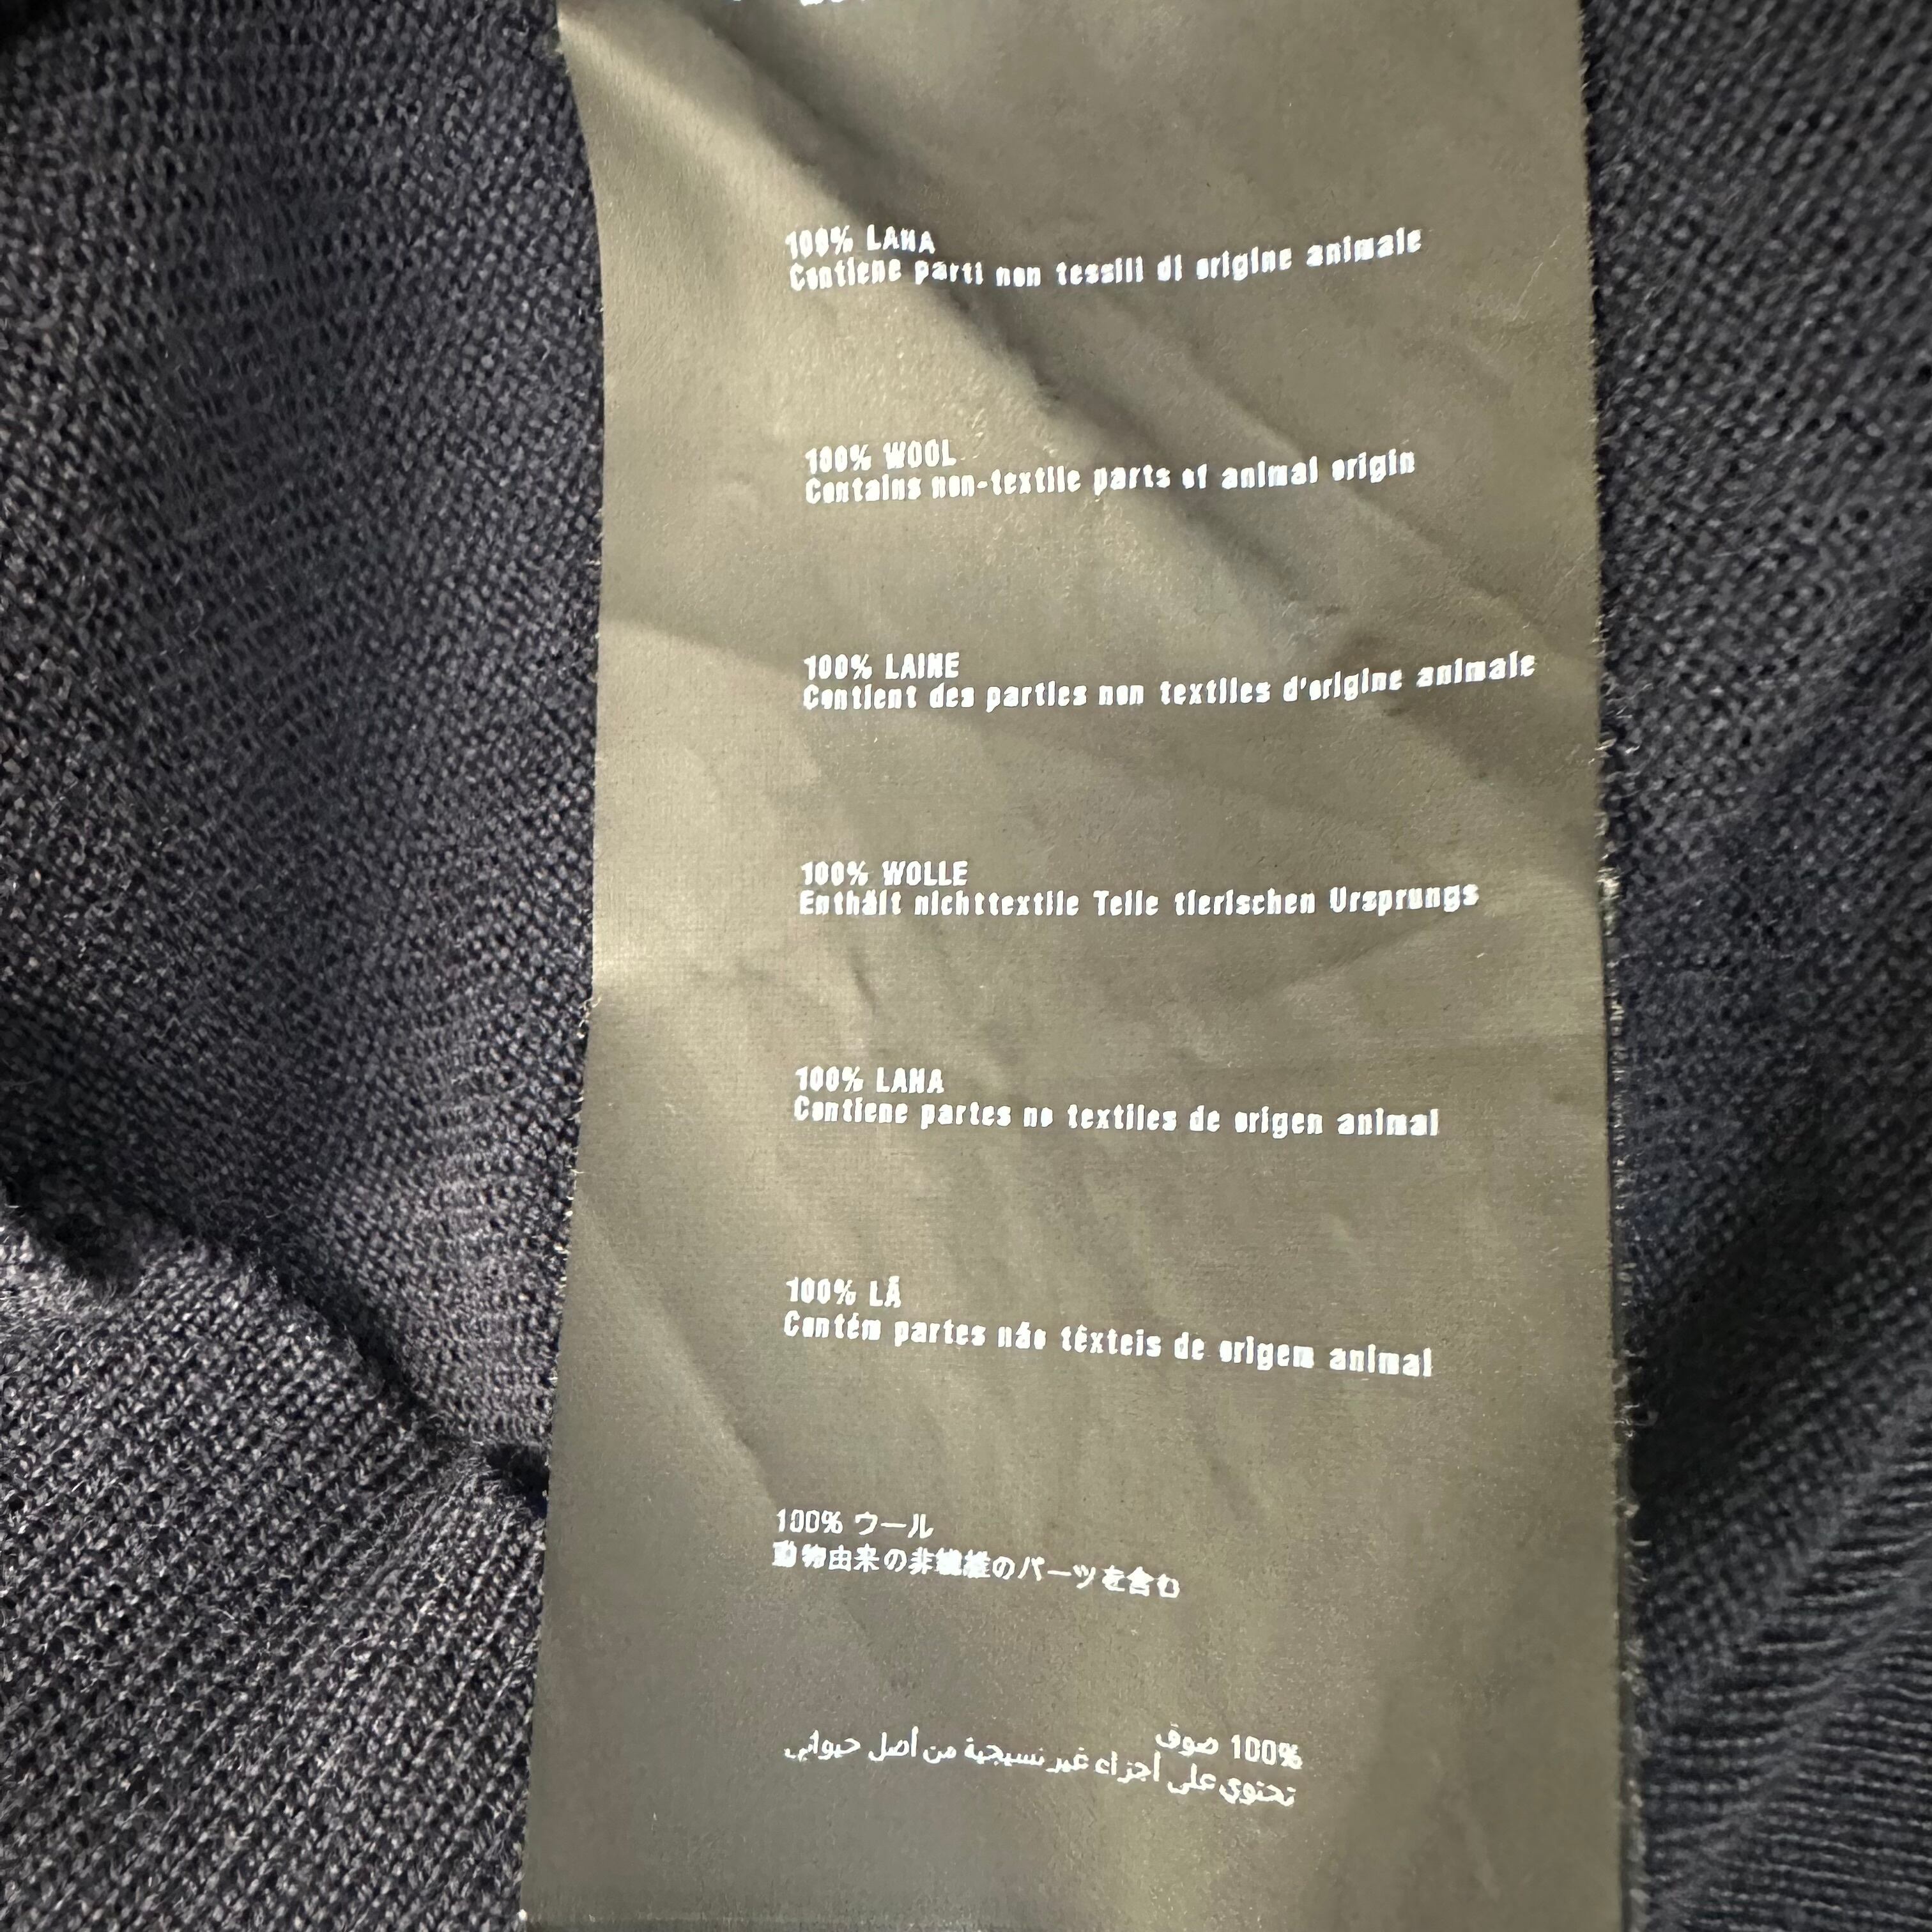 100% LANA
Contiene parti non tessili di origine animale
100% WOOL
Contains non-textile parts of animal origin
100% LAINE
Contient des parties non textiles d'origine animale
100% WOLLE
Enthält nichttextile Teile tierischen Ursprungs
100% LANA
Contiene partes no textiles de origen animal
100% LÃ
Contém partes não têxteis de origem animal
100% ウール
動物由来の非繊維のパーツを含む
100% صوف
تحتوي على أجزاء غير نسيجية من أصل حيواني